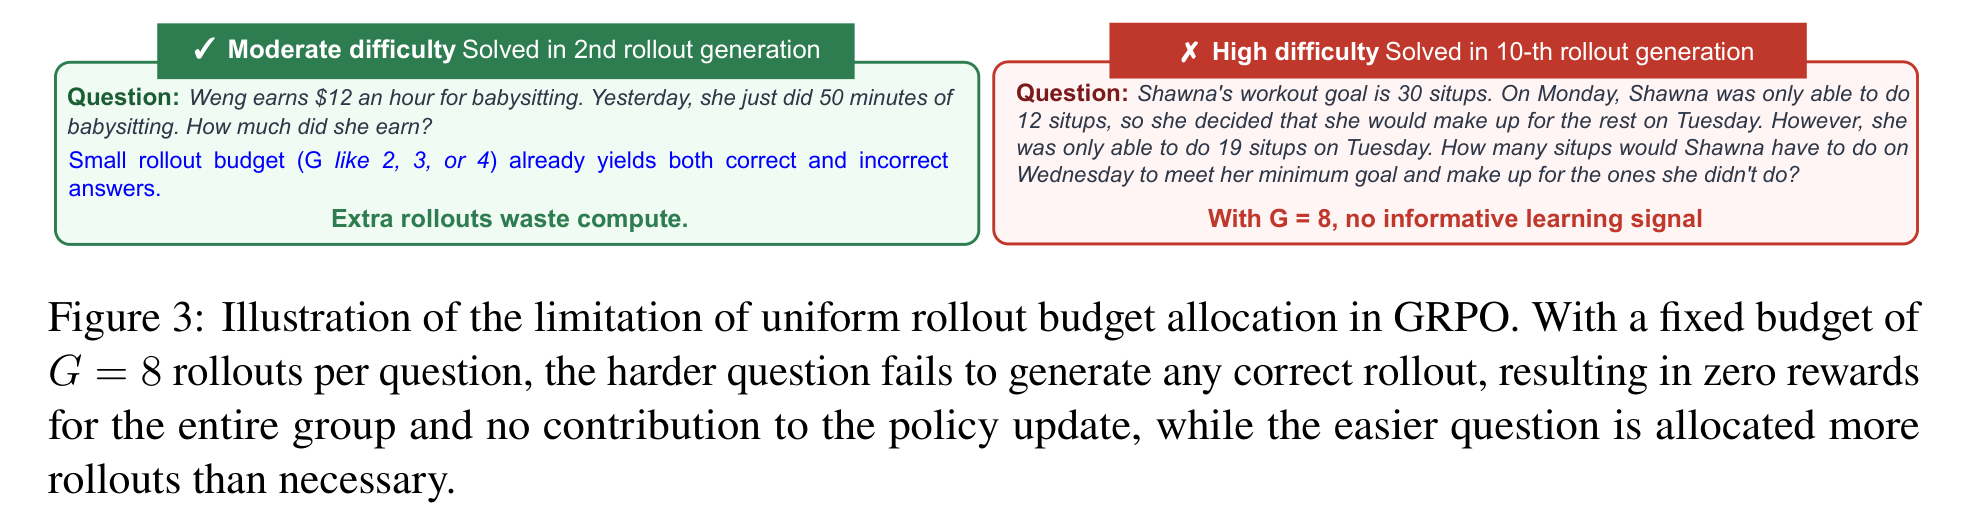 ✓ Moderate difficulty Solved in 2nd rollout generation
Question: Weng earns $12 an hour for babysitting. Yesterday, she just did 50 minutes of
babysitting. How much did she earn?
Small rollout budget (G like 2, 3, or 4) already yields both correct and incorrect
answers.
Extra rollouts waste compute.
✗ High difficulty Solved in 10-th rollout generation
Question: Shawna's workout goal is 30 situps. On Monday, Shawna was only able to do
12 situps, so she decided that she would make up for the rest on Tuesday. However, she
was only able to do 19 situps on Tuesday. How many situps would Shawna have to do on
Wednesday to meet her minimum goal and make up for the ones she didn't do?
With G = 8, no informative learning signal
Figure 3: Illustration of the limitation of uniform rollout budget allocation in GRPO. With a fixed budget of
G = 8 rollouts per question, the harder question fails to generate any correct rollout, resulting in zero rewards
for the entire group and no contribution to the policy update, while the easier question is allocated more
rollouts than necessary.